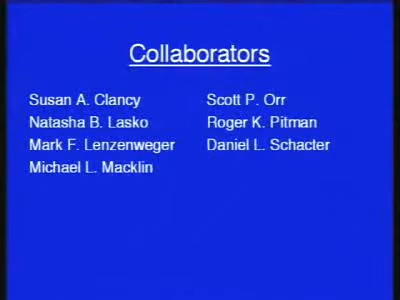 Collaborators
Susan A. Clancy
Natasha B. Lasko
Mark F. Lenzenweger
Michael L. Macklin
Scott P. Orr
Roger K. Pitman
Daniel L. Schacter